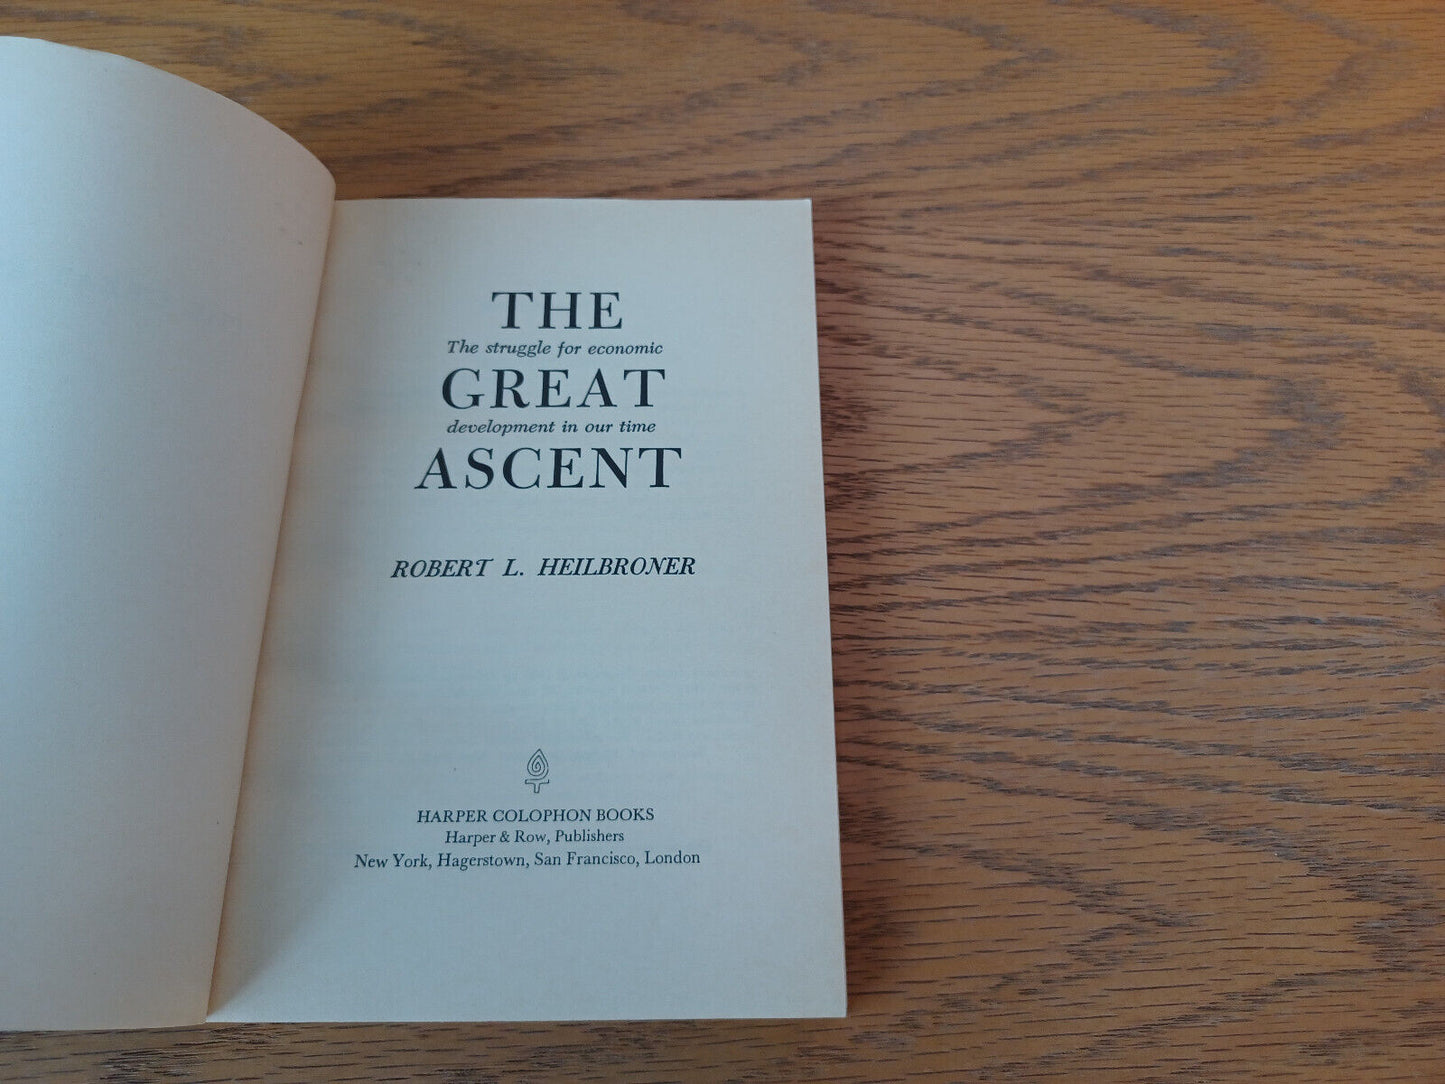 THE
The struggle for economic
GREAT
development in our time
ASCENT
ROBERT L. HEILBRONER
HARPER COLOPHON BOOKS
Harper & Row, Publishers
New York, Hagerstown, San Francisco, London